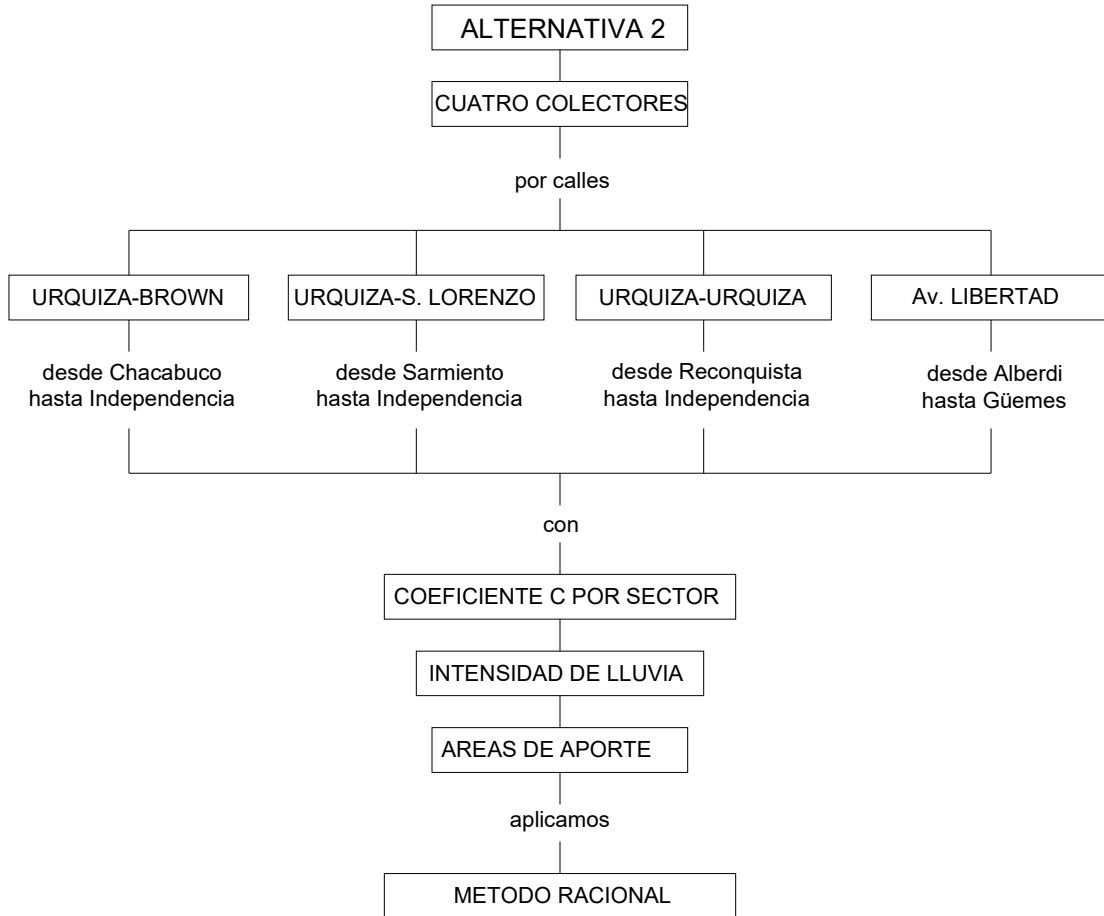 ALTERNATIVA 2
CUATRO COLECTORES
por calles
URQUIZA-BROWN
URQUIZA-S. LORENZO
URQUIZA-URQUIZA
Av. LIBERTAD
desde Chacabuco
hasta Independencia
desde Sarmiento
hasta Independencia
desde Reconquista
hasta Independencia
desde Alberdi
hasta Güemes
con
COEFICIENTE C POR SECTOR
INTENSIDAD DE LLUVIA
AREAS DE APORTE
aplicamos
METODO RACIONAL